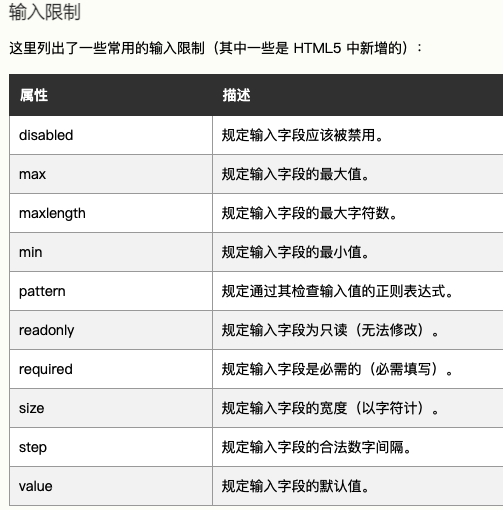 输入限制
这里列出了一些常用的输入限制（其中一些是 HTML5 中新增的）：
属性 描述
disabled 规定输入字段应该被禁用。
max 规定输入字段的最大值。
maxlength 规定输入字段的最大字符数。
min 规定输入字段的最小值。
pattern 规定通过其检查输入值的正则表达式。
readonly 规定输入字段为只读（无法修改）。
required 规定输入字段是必需的（必需填写）。
size 规定输入字段的宽度（以字符计）。
step 规定输入字段的合法数字间隔。
value 规定输入字段的默认值。